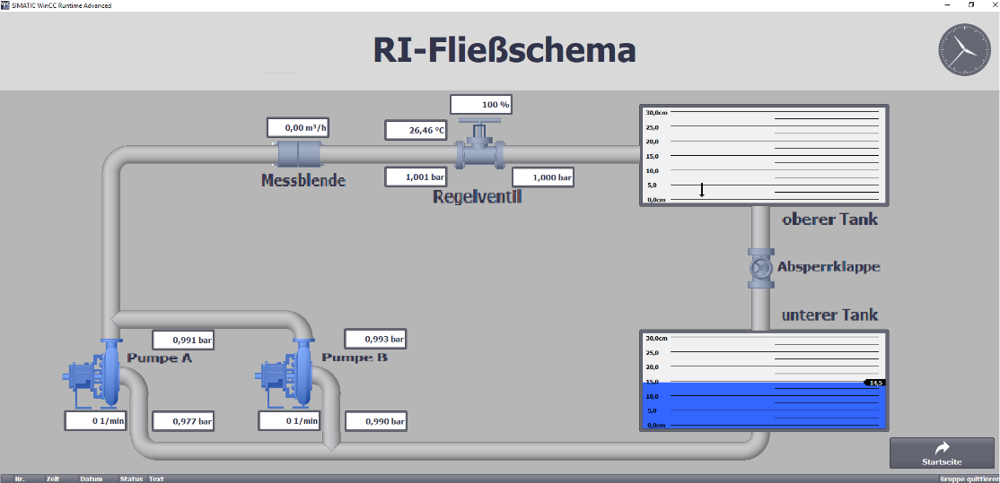 SIMATIC WinCC Runtime Advanced
RI-Fließschema
100 %
0,00 m³/h
26,46 °C
1,001 bar
1,000 bar
Messblende
Regelventil
30,0cm
25,0
20,0
15,0
10,0
5,0
0,0cm
oberer Tank
Absperrklappe
unterer Tank
30,0cm
25,0
20,0
15,0
14,5
10,0
5,0
0,0cm
0,991 bar
0,993 bar
Pumpe A
Pumpe B
0 1/min
0,977 bar
0 1/min
0,990 bar
Startseite
Nr. Zeit Datum Status Text Gruppe quittieren